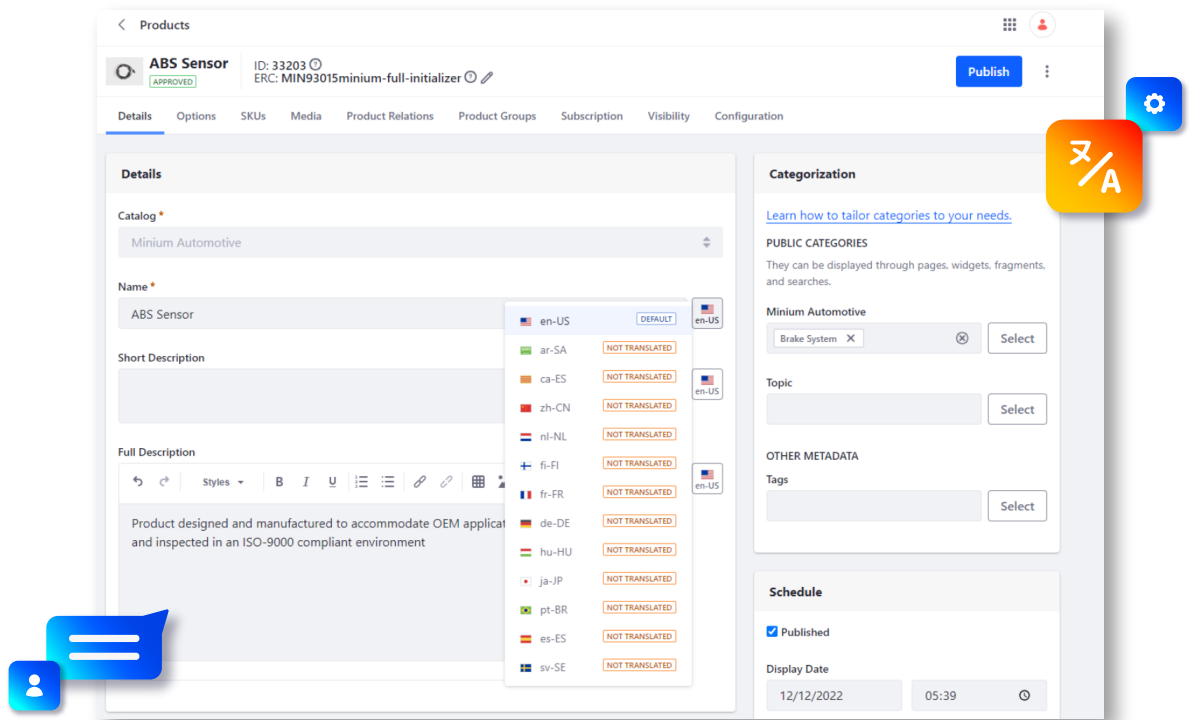 Products
ABS Sensor
APPROVED
ID: 33203
ERC: MIN93015minium-full-initializer
Publish
Details Options SKUs Media Product Relations Product Groups Subscription Visibility Configuration
Details
Catalog *
Minium Automotive
Name *
ABS Sensor
en-US
Short Description
en-US
Full Description
Styles B I U
en-US
Product designed and manufactured to accommodate OEM applicat
and inspected in an ISO-9000 compliant environment
en-US DEFAULT
ar-SA NOT TRANSLATED
ca-ES NOT TRANSLATED
zh-CN NOT TRANSLATED
nl-NL NOT TRANSLATED
fi-FI NOT TRANSLATED
fr-FR NOT TRANSLATED
de-DE NOT TRANSLATED
hu-HU NOT TRANSLATED
ja-JP NOT TRANSLATED
pt-BR NOT TRANSLATED
es-ES NOT TRANSLATED
sv-SE NOT TRANSLATED
Categorization
Learn how to tailor categories to your needs.
PUBLIC CATEGORIES
They can be displayed through pages, widgets, fragments,
and searches.
Minium Automotive
Brake System Select
Topic
Select
OTHER METADATA
Tags
Select
Schedule
Published
Display Date
12/12/2022 05:39
又/A